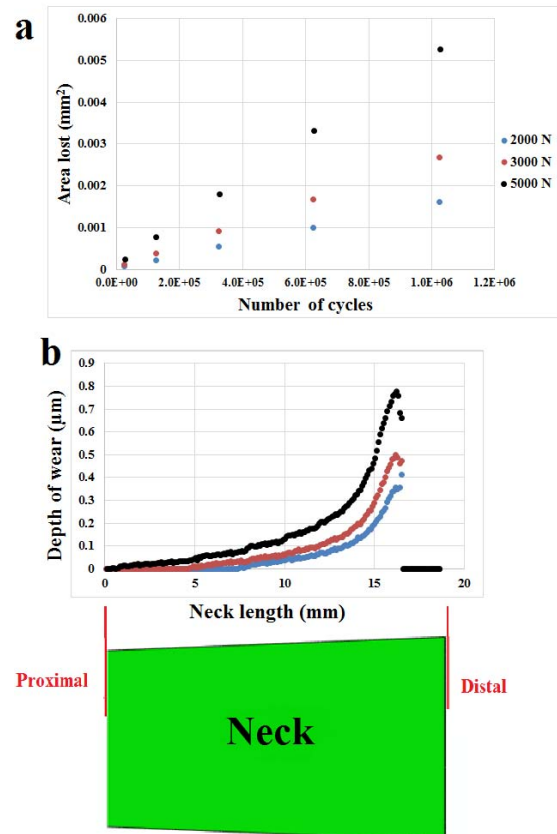 a
0.006
0.005
0.004
0.003
0.002
0.001
0
Area lost (mm²)
2000 N
3000 N
5000 N
0.0E+00 2.0E+05 4.0E+05 6.0E+05 8.0E+05 1.0E+06 1.2E+06
Number of cycles
b
0.9
0.8
0.7
0.6
0.5
0.4
0.3
0.2
0.1
0
Depth of wear (µm)
0 5 10 15 20
Neck length (mm)
Proximal
Distal
Neck